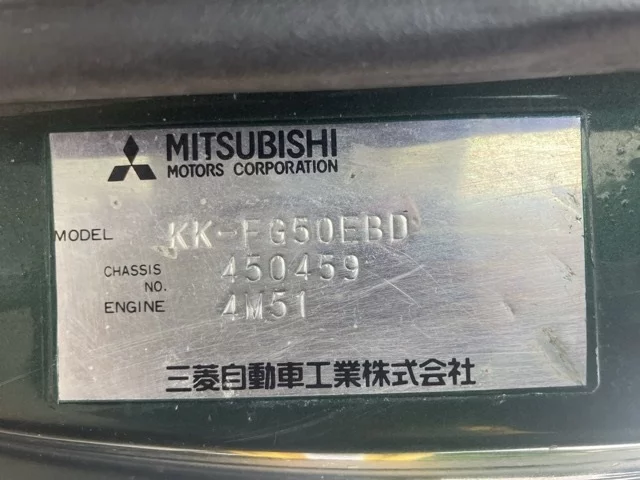 MITSUBISHI
MOTORS CORPORATION
MODEL KK-FG50EBD
CHASSIS NO. 450459
ENGINE 4M51
三菱自動車工業株式会社